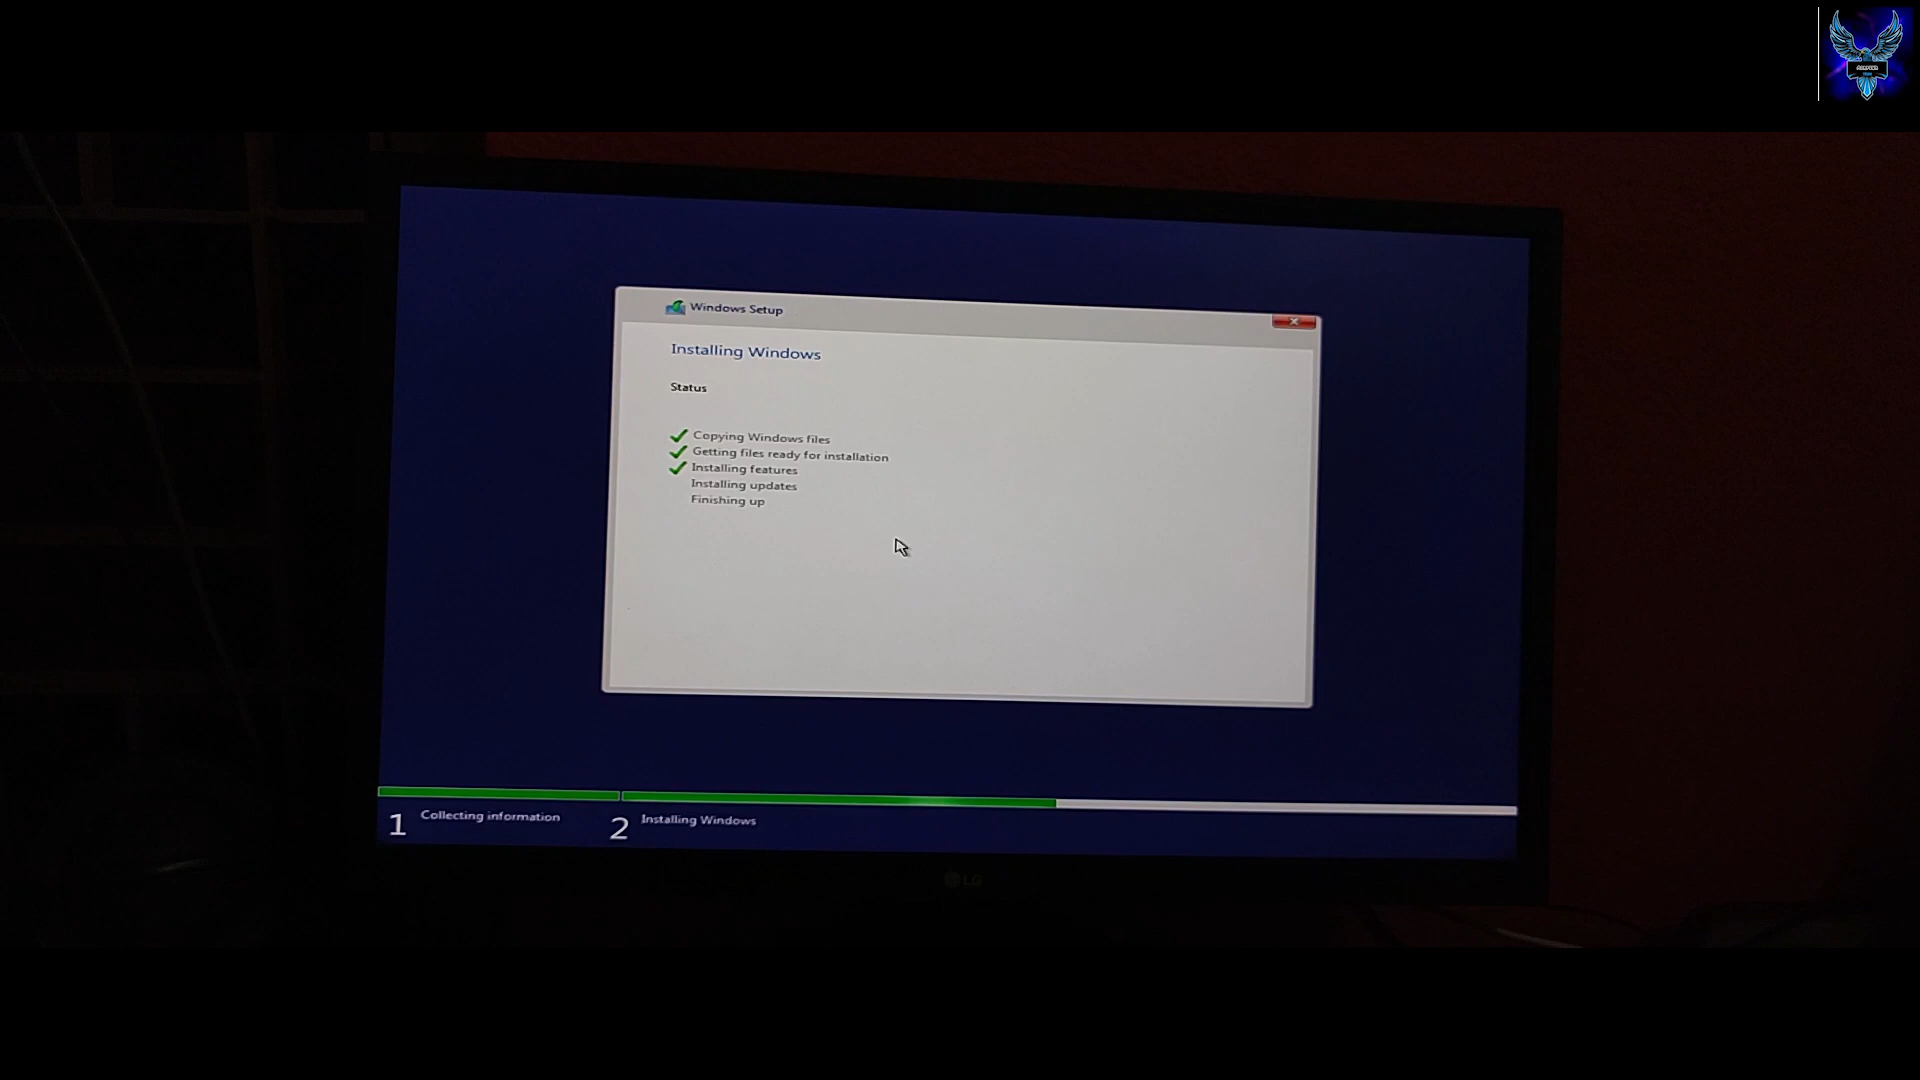 Windows Setup
Installing Windows
Status
Copying Windows files
Getting files ready for installation
Installing features
Installing updates
Finishing up
1 Collecting information
2 Installing Windows
LG